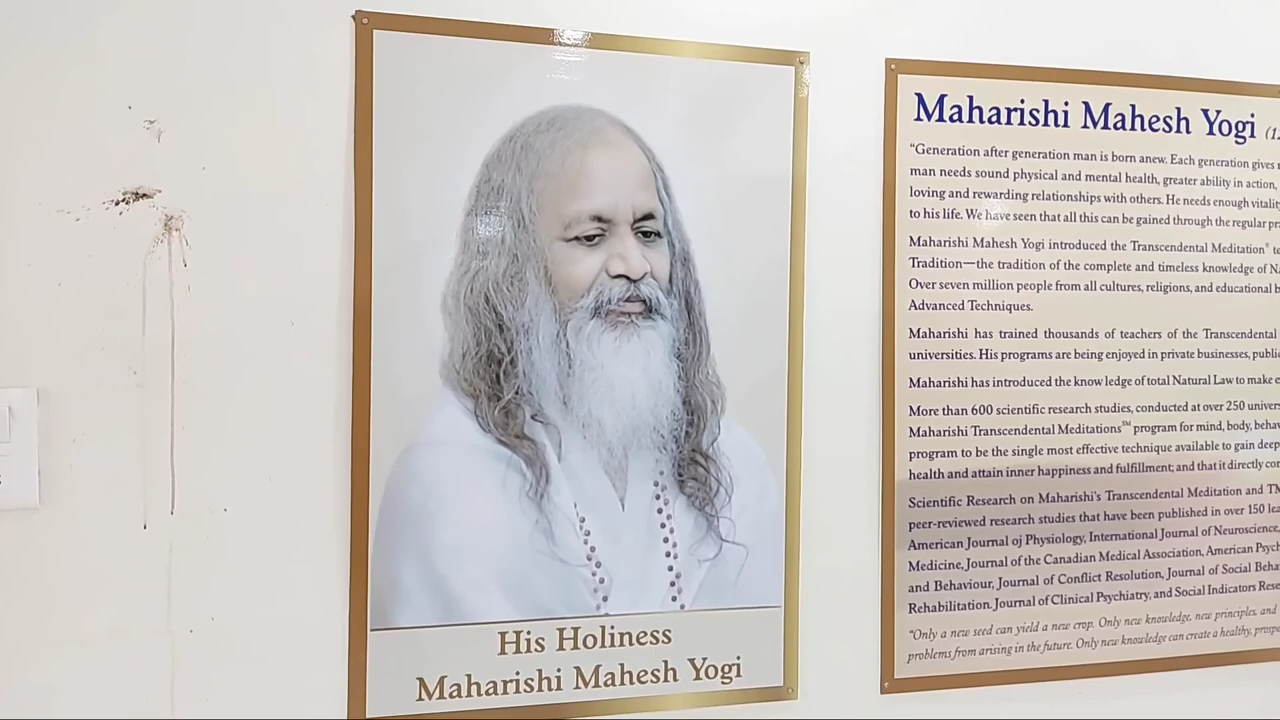 His Holiness
Maharishi Mahesh Yogi
Maharishi Mahesh Yogi
“Generation after generation man is born anew. Each generation gives
man needs sound physical and mental health, greater ability in action,
loving and rewarding relationships with others. He needs enough vitality
to his life. We have seen that all this can be gained through the regular
Maharishi Mahesh Yogi introduced the Transcendental Meditation®
Tradition—the tradition of the complete and timeless knowledge of
Over seven million people from all cultures, religions, and educational
Advanced Techniques.
Maharishi has trained thousands of teachers of the Transcendental
universities. His programs are being enjoyed in private businesses,
Maharishi has introduced the know ledge of total Natural Law to make
More than 600 scientific research studies, conducted at over 250
Maharishi Transcendental Meditations℠ program for mind, body,
program to be the single most effective technique available to gain deep
health and attain inner happiness and fulfillment; and that it directly
Scientific Research on Maharishi's Transcendental Meditation and
peer-reviewed research studies that have been published in over 150
American Journal oj Physiology, International Journal of Neuroscience,
Medicine, Journal of the Canadian Medical Association, American
and Behaviour, Journal of Conflict Resolution, Journal of Social
Rehabilitation. Journal of Clinical Psychiatry, and Social Indicators
“Only a new seed can yield a new crop. Only new knowledge, new principles, and
problems from arising in the future. Only new knowledge can create a healthy,